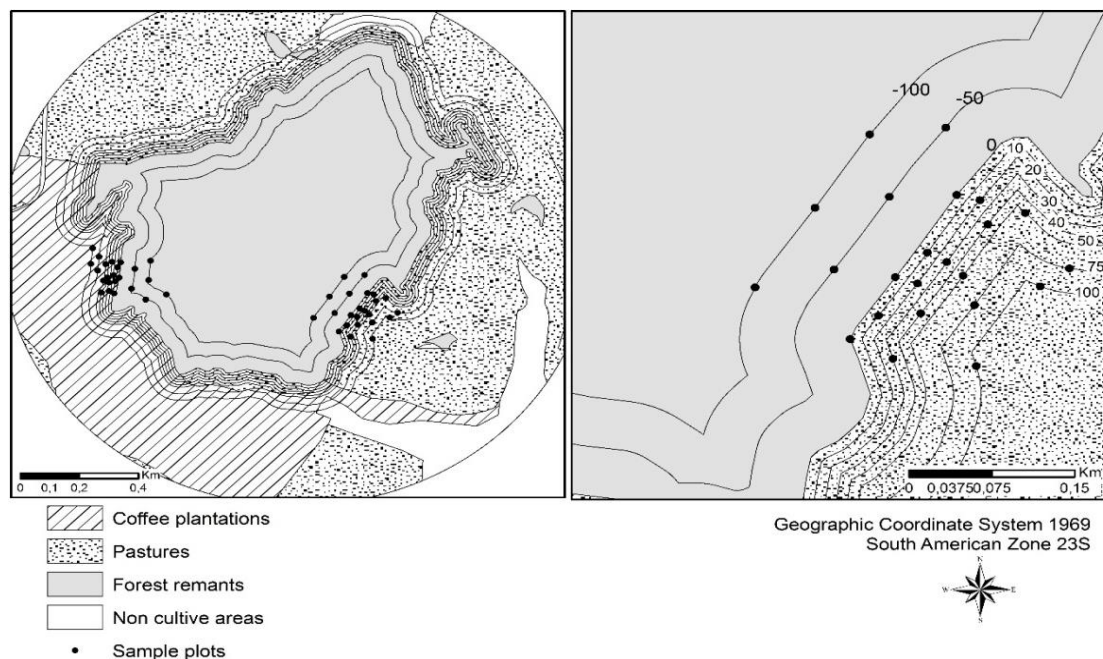 -100
-50
0
10
20
30
40
50
75
100
Km
0 0,1 0,2 0,4
Km
0 0,0375 0,075 0,15
Coffee plantations
Pastures
Forest remants
Non cultive areas
Sample plots
Geographic Coordinate System 1969
South American Zone 23S
N
W E
S